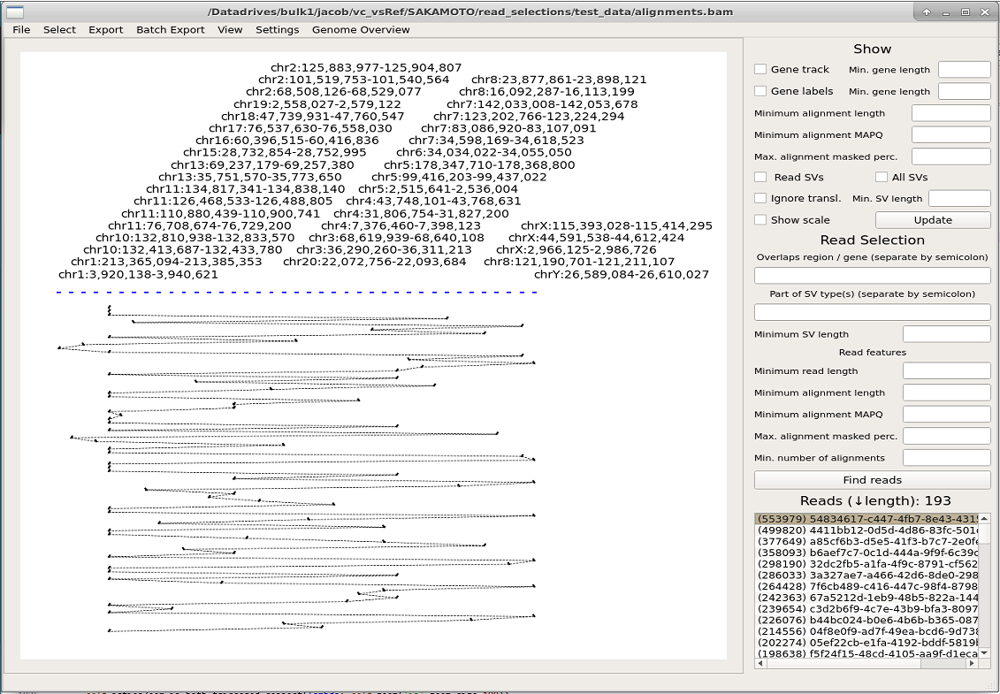 /Datadrives/bulk1/jacob/vc_vsRef/SAKAMOTO/read_selections/test_data/alignments.bam
File Select Export Batch Export View Settings Genome Overview
chr2:125,883,977-125,904,807
chr2:101,519,753-101,540,564 chr8:23,877,861-23,898,121
chr2:68,508,126-68,529,077 chr8:16,092,287-16,113,199
chr19:2,558,027-2,579,122 chr7:142,033,008-142,053,678
chr18:47,739,931-47,760,547 chr7:123,202,766-123,224,294
chr17:76,537,630-76,558,030 chr7:83,086,920-83,107,091
chr16:60,396,515-60,416,836 chr7:34,598,169-34,618,523
chr15:28,732,854-28,752,995 chr6:34,034,022-34,055,050
chr13:69,237,179-69,257,380 chr5:178,347,710-178,368,800
chr13:35,751,570-35,773,650 chr5:99,416,203-99,437,022
chr11:134,817,341-134,838,140 chr5:2,515,641-2,536,004
chr11:126,468,533-126,488,805 chr4:43,748,101-43,768,631
chr11:110,880,439-110,900,741 chr4:31,806,754-31,827,200
chr11:76,708,674-76,729,200 chr4:7,376,460-7,398,123 chrX:115,393,028-115,414,295
chr10:132,810,938-132,833,570 chr3:68,619,939-68,640,108 chrX:44,591,538-44,612,424
chr10:132,413,687-132,433,780 chr3:36,290,260-36,311,213 chrX:2,966,125-2,986,726
chr1:213,365,094-213,385,353 chr20:22,072,756-22,093,684 chr8:121,190,701-121,211,107
chr1:3,920,138-3,940,621 chrY:26,589,084-26,610,027
Show
Gene track Min. gene length
Gene labels Min. gene length
Minimum alignment length
Minimum alignment MAPQ
Max. alignment masked perc.
Read SVs All SVs
Ignore transl. Min. SV length
Show scale Update
Read Selection
Overlaps region / gene (separate by semicolon)
Part of SV type(s) (separate by semicolon)
Minimum SV length
Read features
Minimum read length
Minimum alignment length
Minimum alignment MAPQ
Max. alignment masked perc.
Min. number of alignments
Find reads
Reads (↓length): 193
(553979) 54834617-c447-4fb7-8e43-431
(499820) 4411bb12-0d5d-4d86-83fc-501
(377649) a85cf6b3-d5e5-41f3-b7c7-2e0f
(358093) b6aef7c7-0c1d-444a-9f9f-6c39c
(298190) 32dc2fb5-a1fa-4f9c-8791-cf562
(286033) 3a327ae7-a466-42d6-8de0-298
(264428) 7f6cb489-c416-447c-98f4-8798
(242363) 67a5212d-1eb9-48b5-822a-144
(239654) c3d2b6f9-4c7e-43b9-bfa3-8097
(226076) b44bc024-b0e6-4b6b-b365-087
(214556) 04f8e0f9-ad7f-49ea-bcd6-9d73
(202274) 05ef22cb-e1fa-4192-bddf-5819
(198638) f5f24f15-48cd-4105-aa9f-d1eca